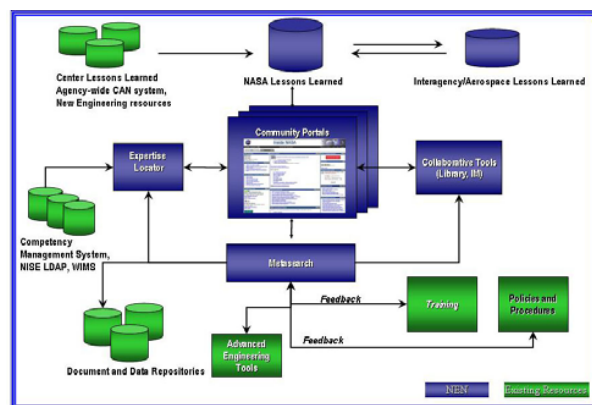 Center Lessons Learned
Agency-wide CAN system,
New Engineering resources
NASA Lessons Learned
Interagency/Aerospace Lessons Learned
Community Portals
Expertise
Locator
Collaborative Tools
(Library, IM)
Competency
Management System,
NISE LDAP, WIMS
Metasearch
Feedback
Training
Policies and
Procedures
Feedback
Advanced
Engineering
Tools
Document and Data Repositories
NEN
Existing Resources